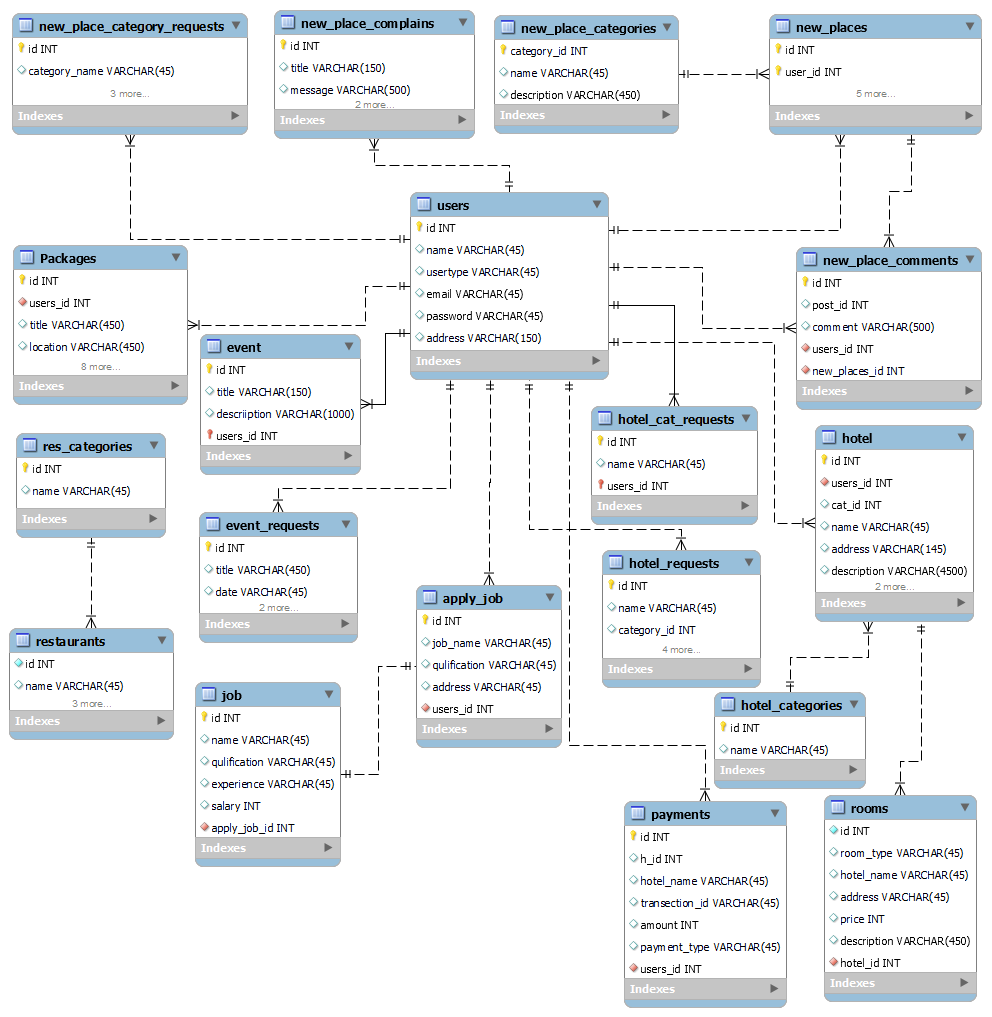 new_place_category_requests
id INT
category_name VARCHAR(45)
3 more...
Indexes
new_place_complains
id INT
title VARCHAR(150)
message VARCHAR(500)
2 more...
Indexes
new_place_categories
category_id INT
name VARCHAR(45)
description VARCHAR(450)
Indexes
new_places
id INT
user_id INT
5 more...
Indexes
users
id INT
name VARCHAR(45)
usertype VARCHAR(45)
email VARCHAR(45)
password VARCHAR(45)
address VARCHAR(150)
Indexes
Packages
id INT
users_id INT
title VARCHAR(450)
location VARCHAR(450)
8 more...
Indexes
new_place_comments
id INT
post_id INT
comment VARCHAR(500)
users_id INT
new_places_id INT
Indexes
event
id INT
title VARCHAR(150)
descriiption VARCHAR(1000)
users_id INT
Indexes
hotel_cat_requests
id INT
name VARCHAR(45)
users_id INT
Indexes
hotel
id INT
users_id INT
cat_id INT
name VARCHAR(45)
address VARCHAR(145)
description VARCHAR(4500)
2 more...
Indexes
res_categories
id INT
name VARCHAR(45)
Indexes
event_requests
id INT
title VARCHAR(450)
date VARCHAR(45)
2 more...
Indexes
hotel_requests
id INT
name VARCHAR(45)
category_id INT
4 more...
Indexes
apply_job
id INT
job_name VARCHAR(45)
qulification VARCHAR(45)
address VARCHAR(45)
users_id INT
Indexes
restaurants
id INT
name VARCHAR(45)
3 more...
Indexes
job
id INT
name VARCHAR(45)
qulification VARCHAR(45)
experience VARCHAR(45)
salary INT
apply_job_id INT
Indexes
hotel_categories
id INT
name VARCHAR(45)
Indexes
payments
id INT
h_id INT
hotel_name VARCHAR(45)
transection_id VARCHAR(45)
amount INT
payment_type VARCHAR(45)
users_id INT
Indexes
rooms
id INT
room_type VARCHAR(45)
hotel_name VARCHAR(45)
address VARCHAR(45)
price INT
description VARCHAR(450)
hotel_id INT
Indexes